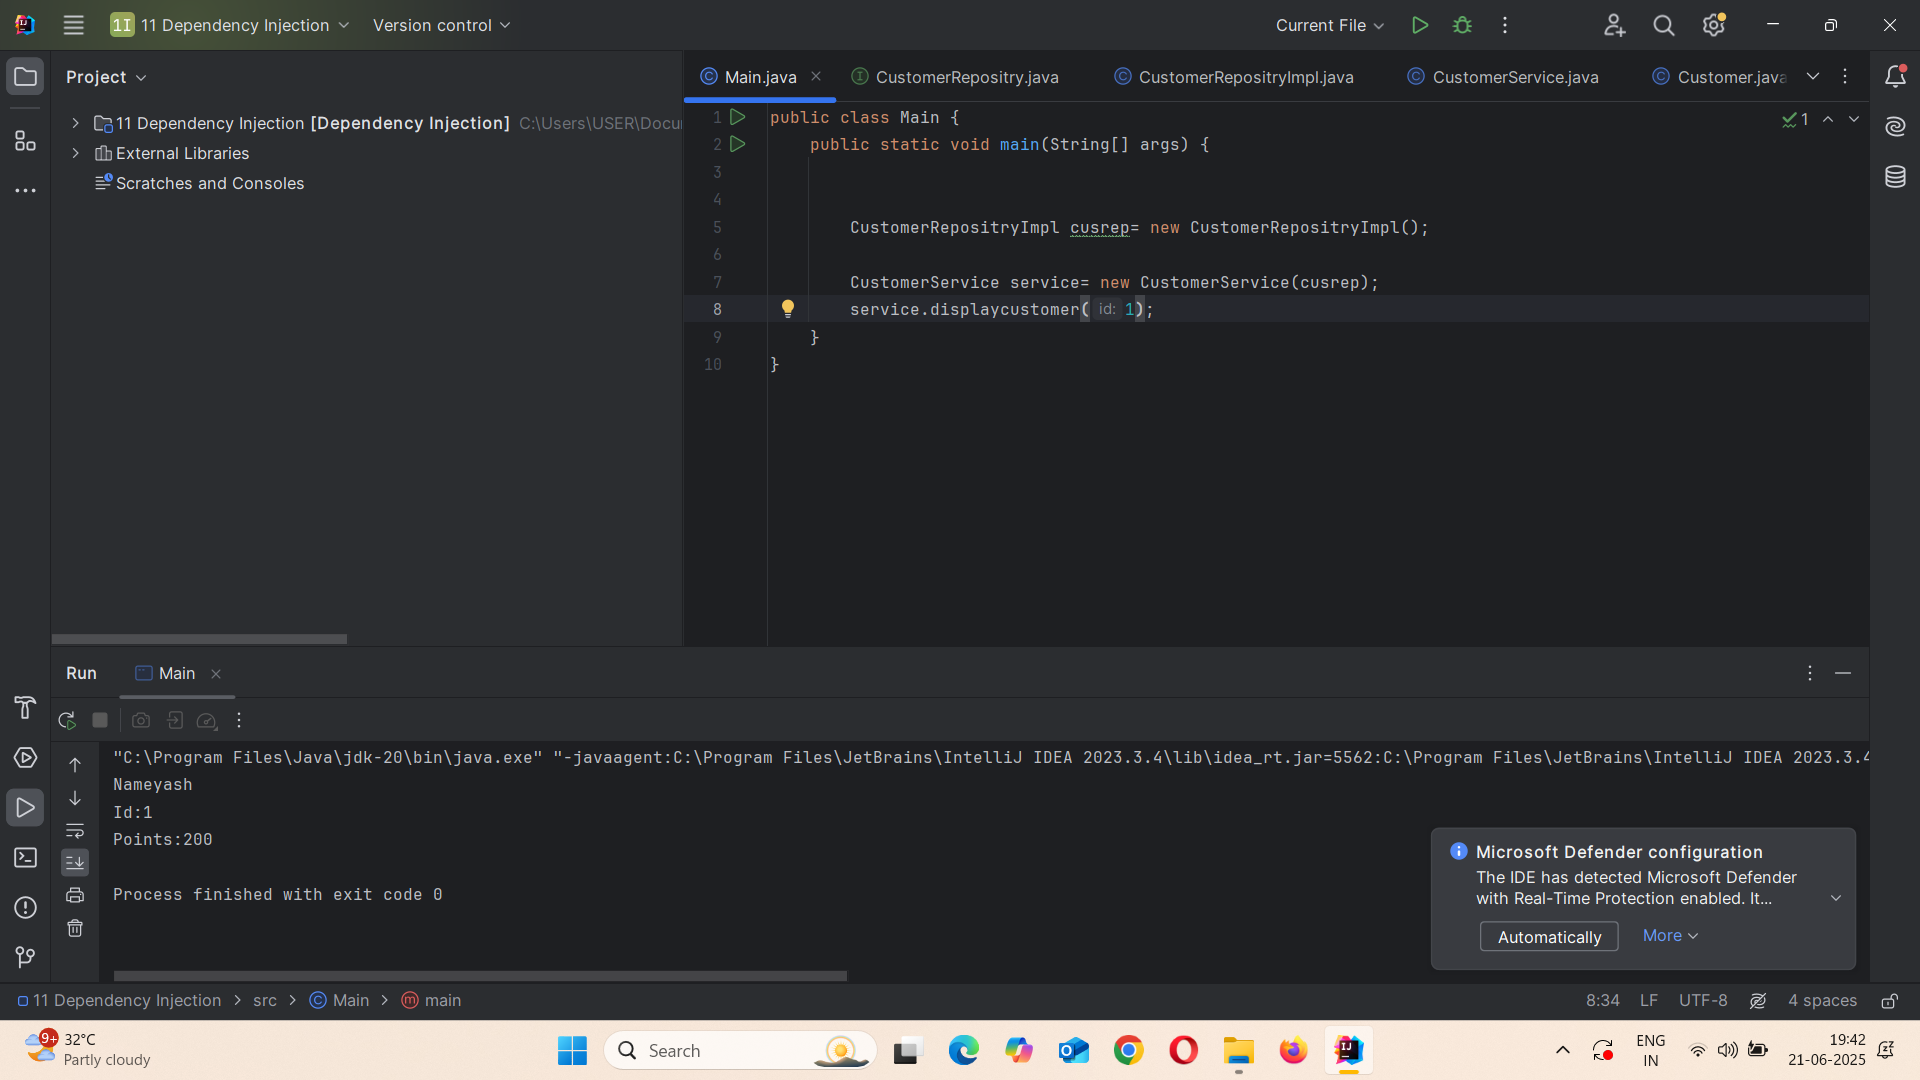 11 11 Dependency Injection Version control Current File
Project
11 Dependency Injection [Dependency Injection] C:\Users\USER\Docu
External Libraries
Scratches and Consoles
Main.java CustomerRepositry.java CustomerRepositryImpl.java CustomerService.java Customer.java
1 public class Main { 1
2 public static void main(String[] args) {
3
4
5 CustomerRepositryImpl cusrep= new CustomerRepositryImpl();
6
7 CustomerService service= new CustomerService(cusrep);
8 service.displaycustomer( id: 1);
9 }
10 }
Run Main
"C:\Program Files\Java\jdk-20\bin\java.exe" "-javaagent:C:\Program Files\JetBrains\IntelliJ IDEA 2023.3.4\lib\idea_rt.jar=5562:C:\Program Files\JetBrains\IntelliJ IDEA 2023.3.4
Nameyash
Id:1
Points:200
Process finished with exit code 0
Microsoft Defender configuration
The IDE has detected Microsoft Defender
with Real-Time Protection enabled. It...
Automatically More
11 Dependency Injection > src > Main > main 8:34 LF UTF-8 4 spaces
9+ 32°C
Partly cloudy
Search
ENG
IN
19:42
21-06-2025